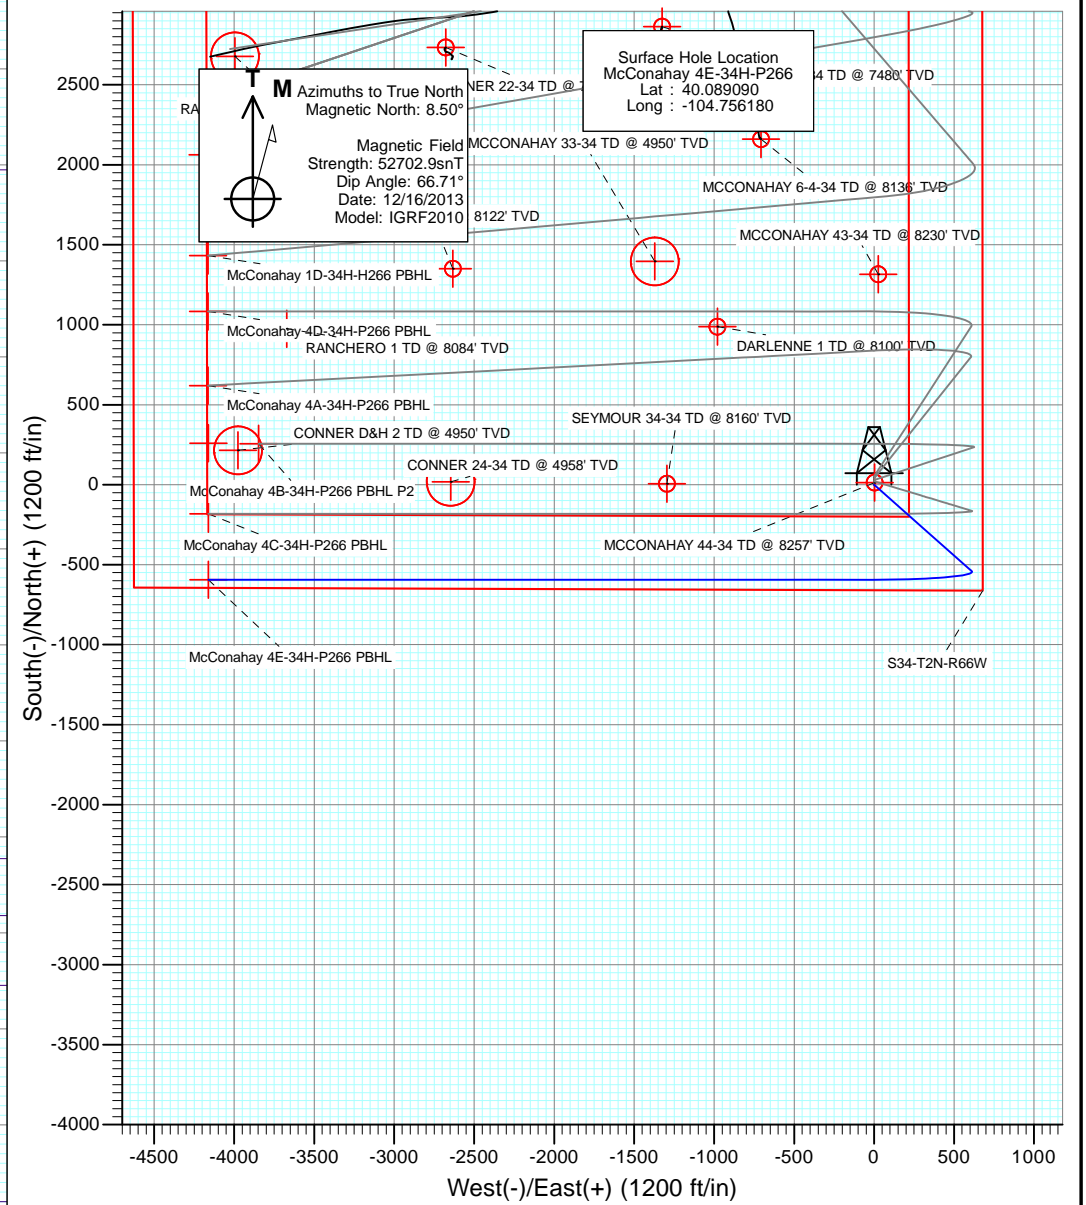 Surface Hole Location
McConahay 4E-34H-P266
Lat : 40.089090
Long : -104.756180
T
M
Azimuths to True North
Magnetic North: 8.50°
Magnetic Field
Strength: 52702.9snT
Dip Angle: 66.71°
Date: 12/16/2013
Model: IGRF2010
RA
NER 22-34 TD @
34 TD @ 7480' TVD
MCCONAHAY 33-34 TD @ 4950' TVD
MCCONAHAY 6-4-34 TD @ 8136' TVD
8122' TVD
MCCONAHAY 43-34 TD @ 8230' TVD
McConahay 1D-34H-H266 PBHL
McConahay 4D-34H-P266 PBHL
RANCHERO 1 TD @ 8084' TVD
DARLENNE 1 TD @ 8100' TVD
McConahay 4A-34H-P266 PBHL
SEYMOUR 34-34 TD @ 8160' TVD
CONNER D&H 2 TD @ 4950' TVD
CONNER 24-34 TD @ 4958' TVD
McConahay 4B-34H-P266 PBHL P2
McConahay 4C-34H-P266 PBHL
MCCONAHAY 44-34 TD @ 8257' TVD
McConahay 4E-34H-P266 PBHL
S34-T2N-R66W
South(-)/North(+) (1200 ft/in)
2500
2000
1500
1000
500
0
-500
-1000
-1500
-2000
-2500
-3000
-3500
-4000
-4500 -4000 -3500 -3000 -2500 -2000 -1500 -1000 -500 0 500 1000
West(-)/East(+) (1200 ft/in)